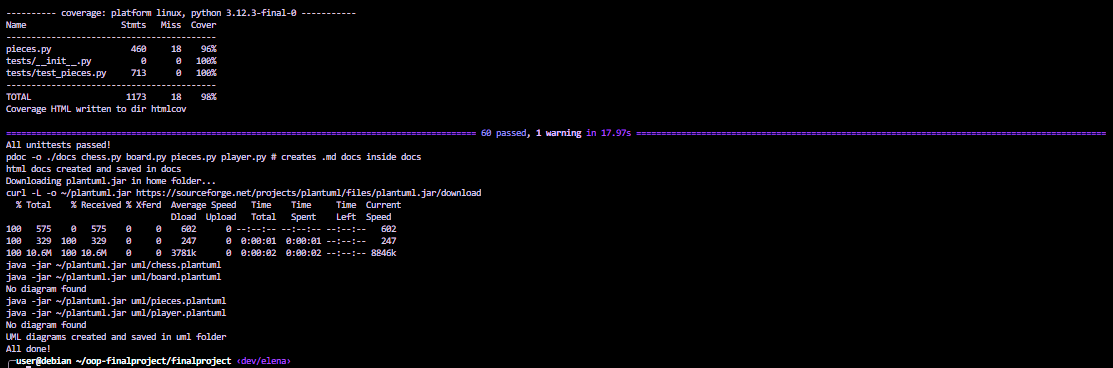 ---------- coverage: platform linux, python 3.12.3-final-0 -----------
Name                  Stmts   Miss  Cover
-----------------------------------------
pieces.py               460     18    96%
tests/__init__.py         0      0   100%
tests/test_pieces.py    713      0   100%
-----------------------------------------
TOTAL                  1173     18    98%
Coverage HTML written to dir htmlcov
============================================================================================== 60 passed, 1 warning in 17.97s ==============================================================================================
All unittests passed!
pdoc -o ./docs chess.py board.py pieces.py player.py # creates .md docs inside docs
html docs created and saved in docs
Downloading plantuml.jar in home folder...
curl -L -o ~/plantuml.jar https://sourceforge.net/projects/plantuml/files/plantuml.jar/download
  % Total    % Received % Xferd  Average Speed   Time    Time     Time  Current
                                 Dload  Upload   Total   Spent    Left  Speed
100   575    0   575    0     0    602      0 --:--:-- --:--:-- --:--:--   602
100   329  100   329    0     0    247      0  0:00:01  0:00:01 --:--:--   247
100 10.6M  100 10.6M    0     0  3781k      0  0:00:02  0:00:02 --:--:-- 8846k
java -jar ~/plantuml.jar uml/chess.plantuml
java -jar ~/plantuml.jar uml/board.plantuml
No diagram found
java -jar ~/plantuml.jar uml/pieces.plantuml
java -jar ~/plantuml.jar uml/player.plantuml
No diagram found
UML diagrams created and saved in uml folder
All done!
╭─user@debian ~/oop-finalproject/finalproject ‹dev/elena›